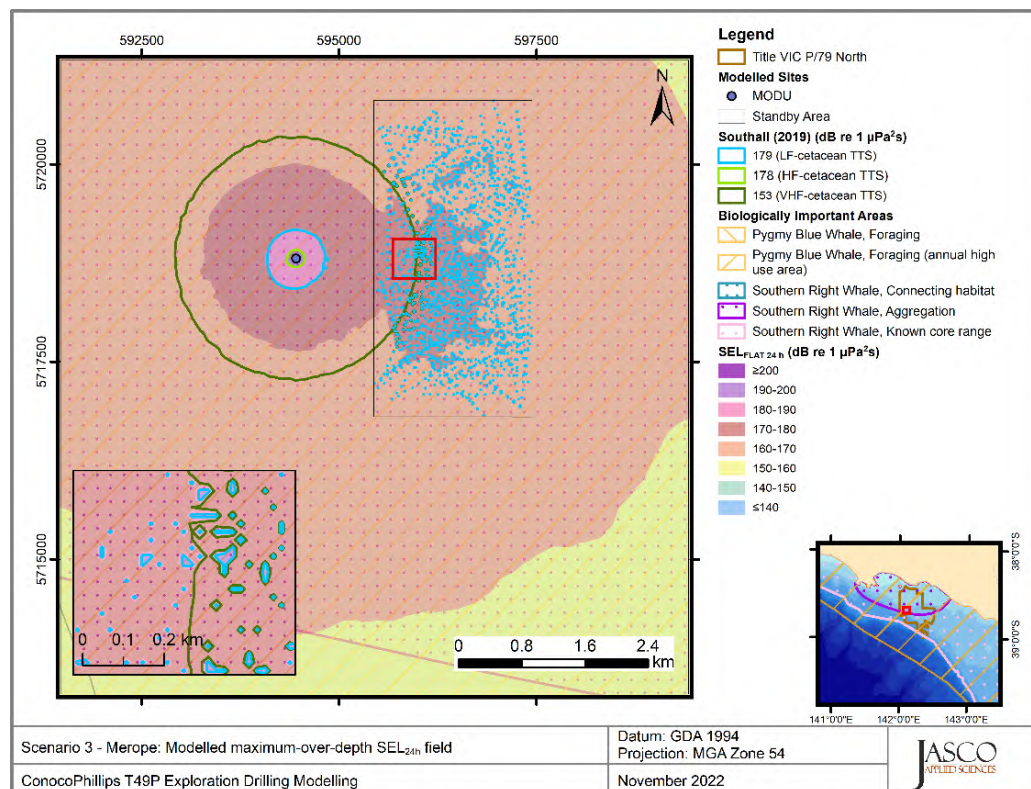 592500
595000
597500
5720000
5717500
5715000
N
0 0.1 0.2 km
0 0.8 1.6 2.4
km
Legend
Title VIC P/79 North
Modelled Sites
MODU
Standby Area
Southall (2019) (dB re 1 µPa²s)
179 (LF-cetacean TTS)
178 (HF-cetacean TTS)
153 (VHF-cetacean TTS)
Biologically Important Areas
Pygmy Blue Whale, Foraging
Pygmy Blue Whale, Foraging (annual high
use area)
Southern Right Whale, Connecting habitat
Southern Right Whale, Aggregation
Southern Right Whale, Known core range
SEL FLAT 24 h (dB re 1 µPa²s)
≥200
190-200
180-190
170-180
160-170
150-160
140-150
≤140
38°0'0"S
39°0'0"S
141°0'0"E 142°0'0"E 143°0'0"E
Scenario 3 - Merope: Modelled maximum-over-depth SEL24h field
ConocoPhillips T49P Exploration Drilling Modelling
Datum: GDA 1994
Projection: MGA Zone 54
November 2022
JASCO
APPLIED SCIENCES